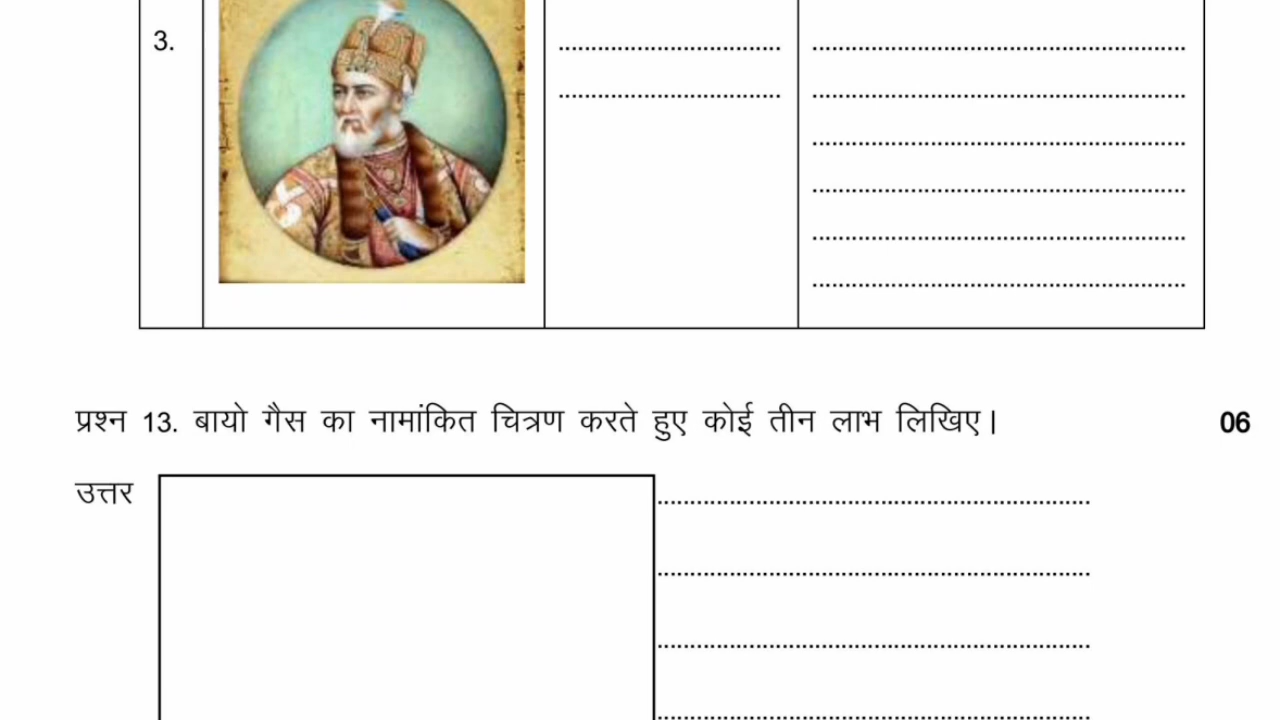 3.
प्रश्न 13. बायो गैस का नामांकित चित्रण करते हुए कोई तीन लाभ लिखिए। 06
उत्तर